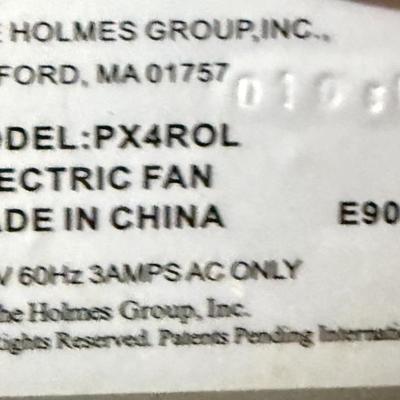 E HOLMES GROUP,INC.,
FORD, MA 01757
ODEL:PX4ROL
ECTRIC FAN
ADE IN CHINA E90
V 60Hz 3AMPS AC ONLY
he Holmes Group, Inc.
Rights Reserved. Patents Pending Internatio